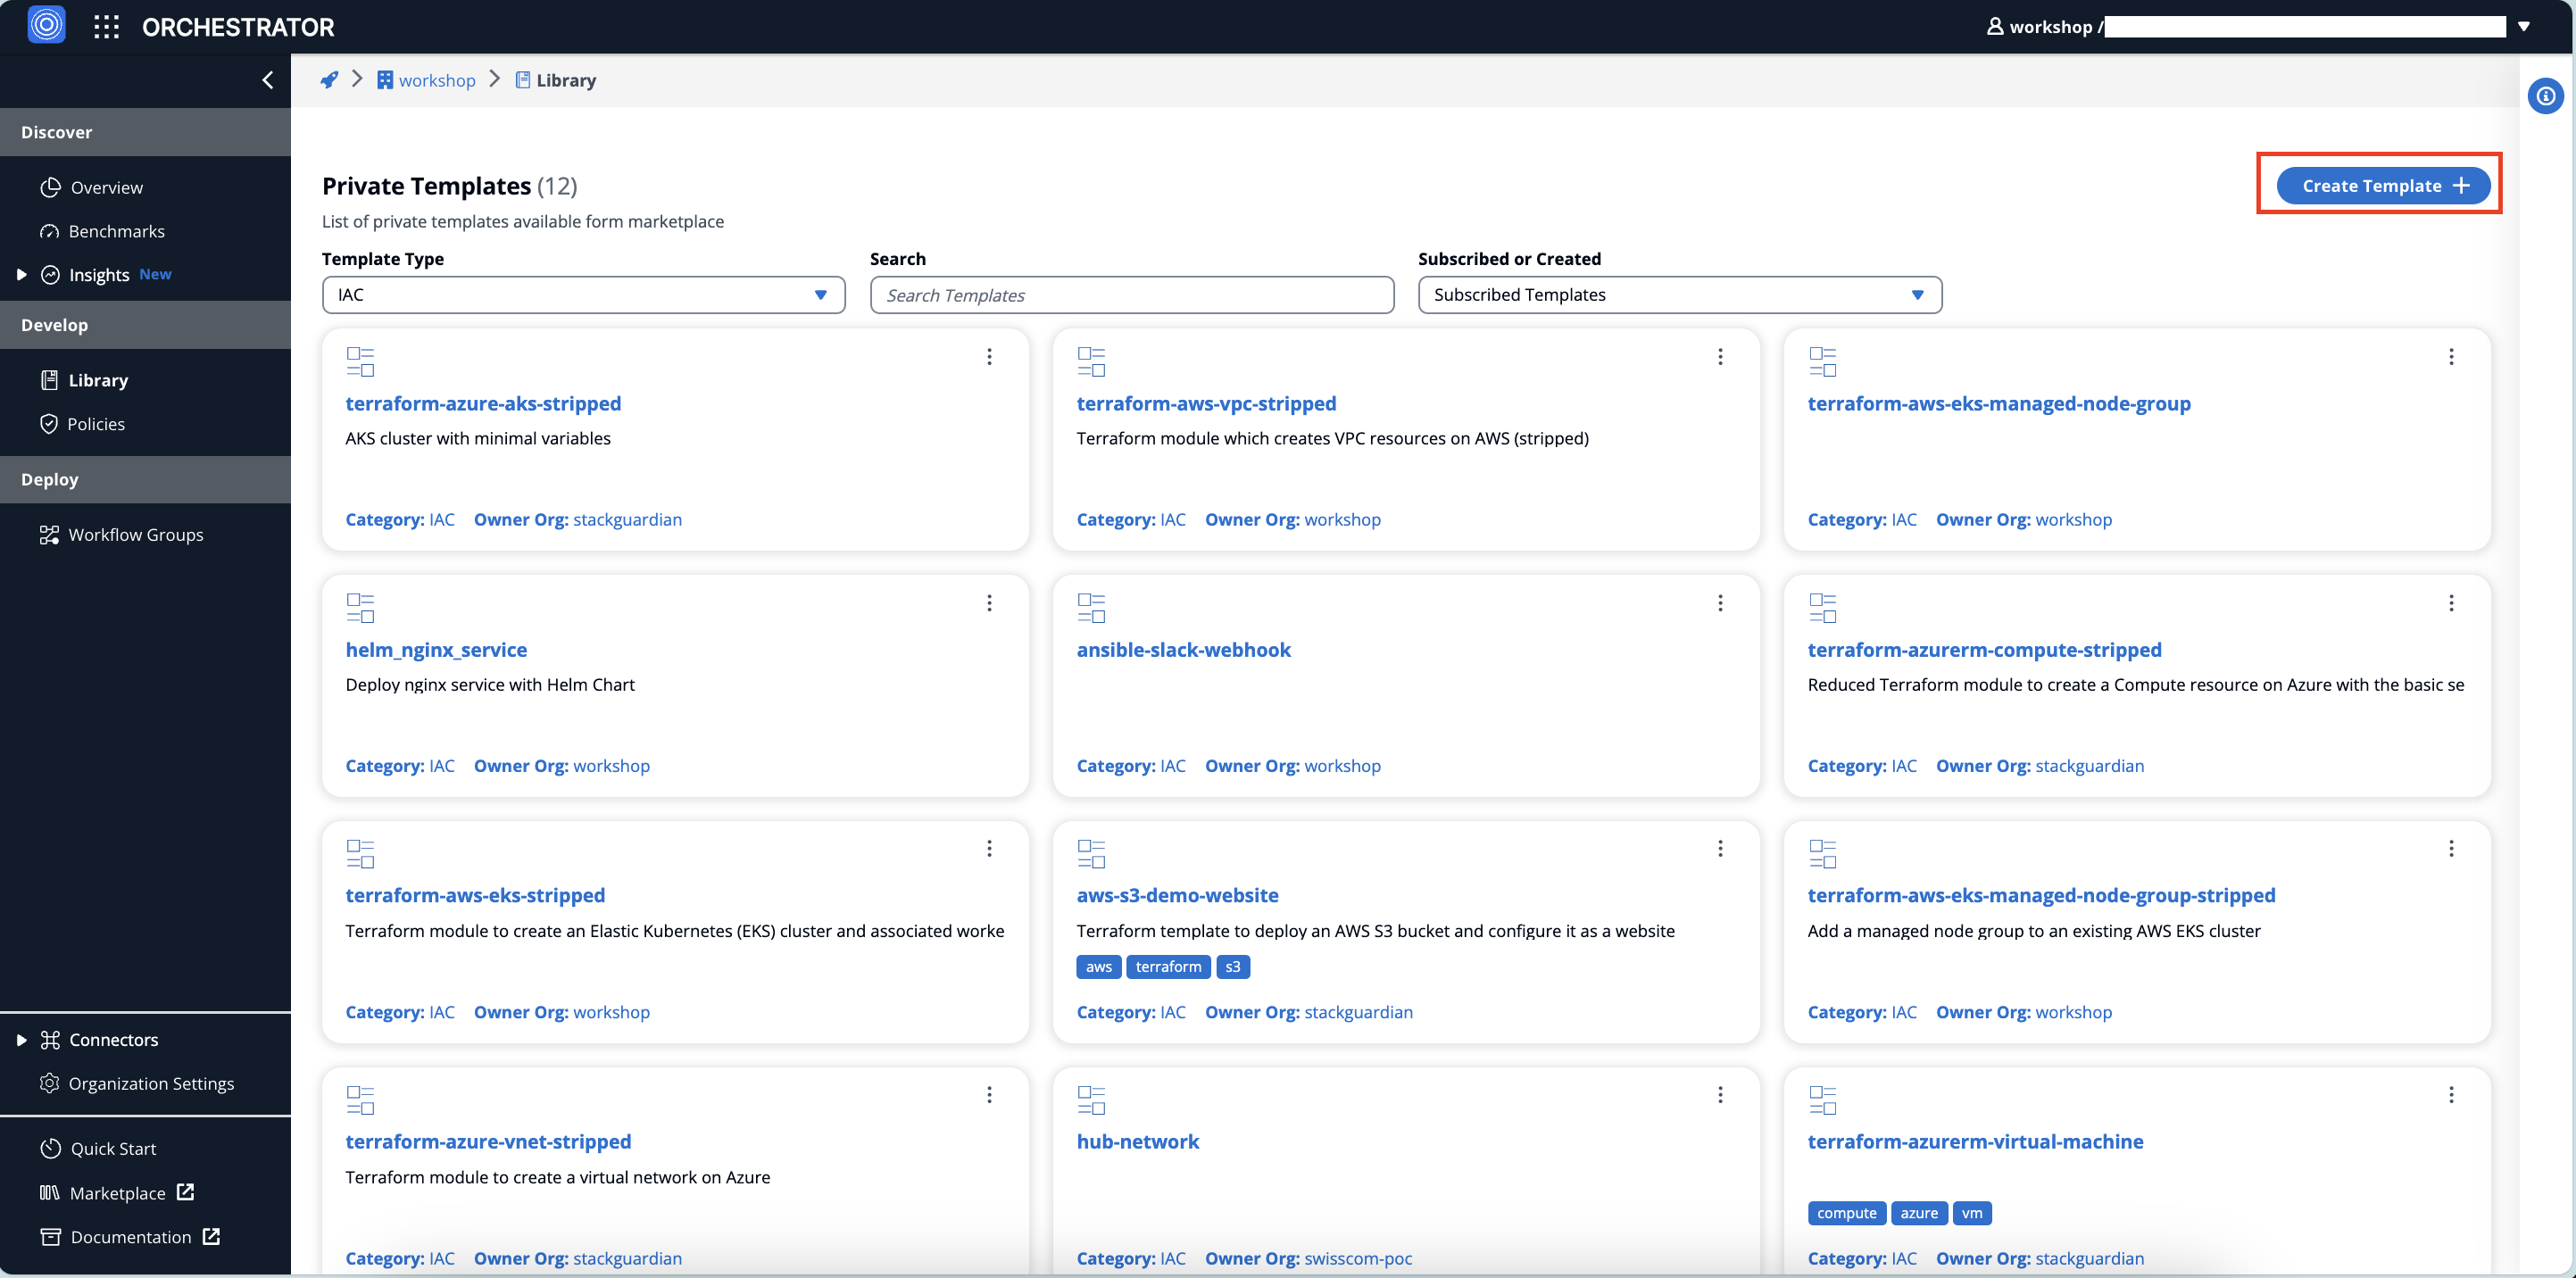 ORCHESTRATOR
workshop /
workshop Library
Discover
Overview
Benchmarks
Insights New
Develop
Library
Policies
Deploy
Workflow Groups
Connectors
Organization Settings
Quick Start
Marketplace
Documentation
Private Templates (12)
Create Template
List of private templates available form marketplace
Template Type
IAC
Search
Search Templates
Subscribed or Created
Subscribed Templates
terraform-azure-aks-stripped
AKS cluster with minimal variables
Category: IAC Owner Org: stackguardian
terraform-aws-vpc-stripped
Terraform module which creates VPC resources on AWS (stripped)
Category: IAC Owner Org: workshop
terraform-aws-eks-managed-node-group
Category: IAC Owner Org: workshop
helm_nginx_service
Deploy nginx service with Helm Chart
Category: IAC Owner Org: workshop
ansible-slack-webhook
Category: IAC Owner Org: workshop
terraform-azurerm-compute-stripped
Reduced Terraform module to create a Compute resource on Azure with the basic se
Category: IAC Owner Org: stackguardian
terraform-aws-eks-stripped
Terraform module to create an Elastic Kubernetes (EKS) cluster and associated worke
Category: IAC Owner Org: workshop
aws-s3-demo-website
Terraform template to deploy an AWS S3 bucket and configure it as a website
aws terraform s3
Category: IAC Owner Org: stackguardian
terraform-aws-eks-managed-node-group-stripped
Add a managed node group to an existing AWS EKS cluster
Category: IAC Owner Org: workshop
terraform-azure-vnet-stripped
Terraform module to create a virtual network on Azure
Category: IAC Owner Org: stackguardian
hub-network
Category: IAC Owner Org: swisscom-poc
terraform-azurerm-virtual-machine
compute azure vm
Category: IAC Owner Org: stackguardian